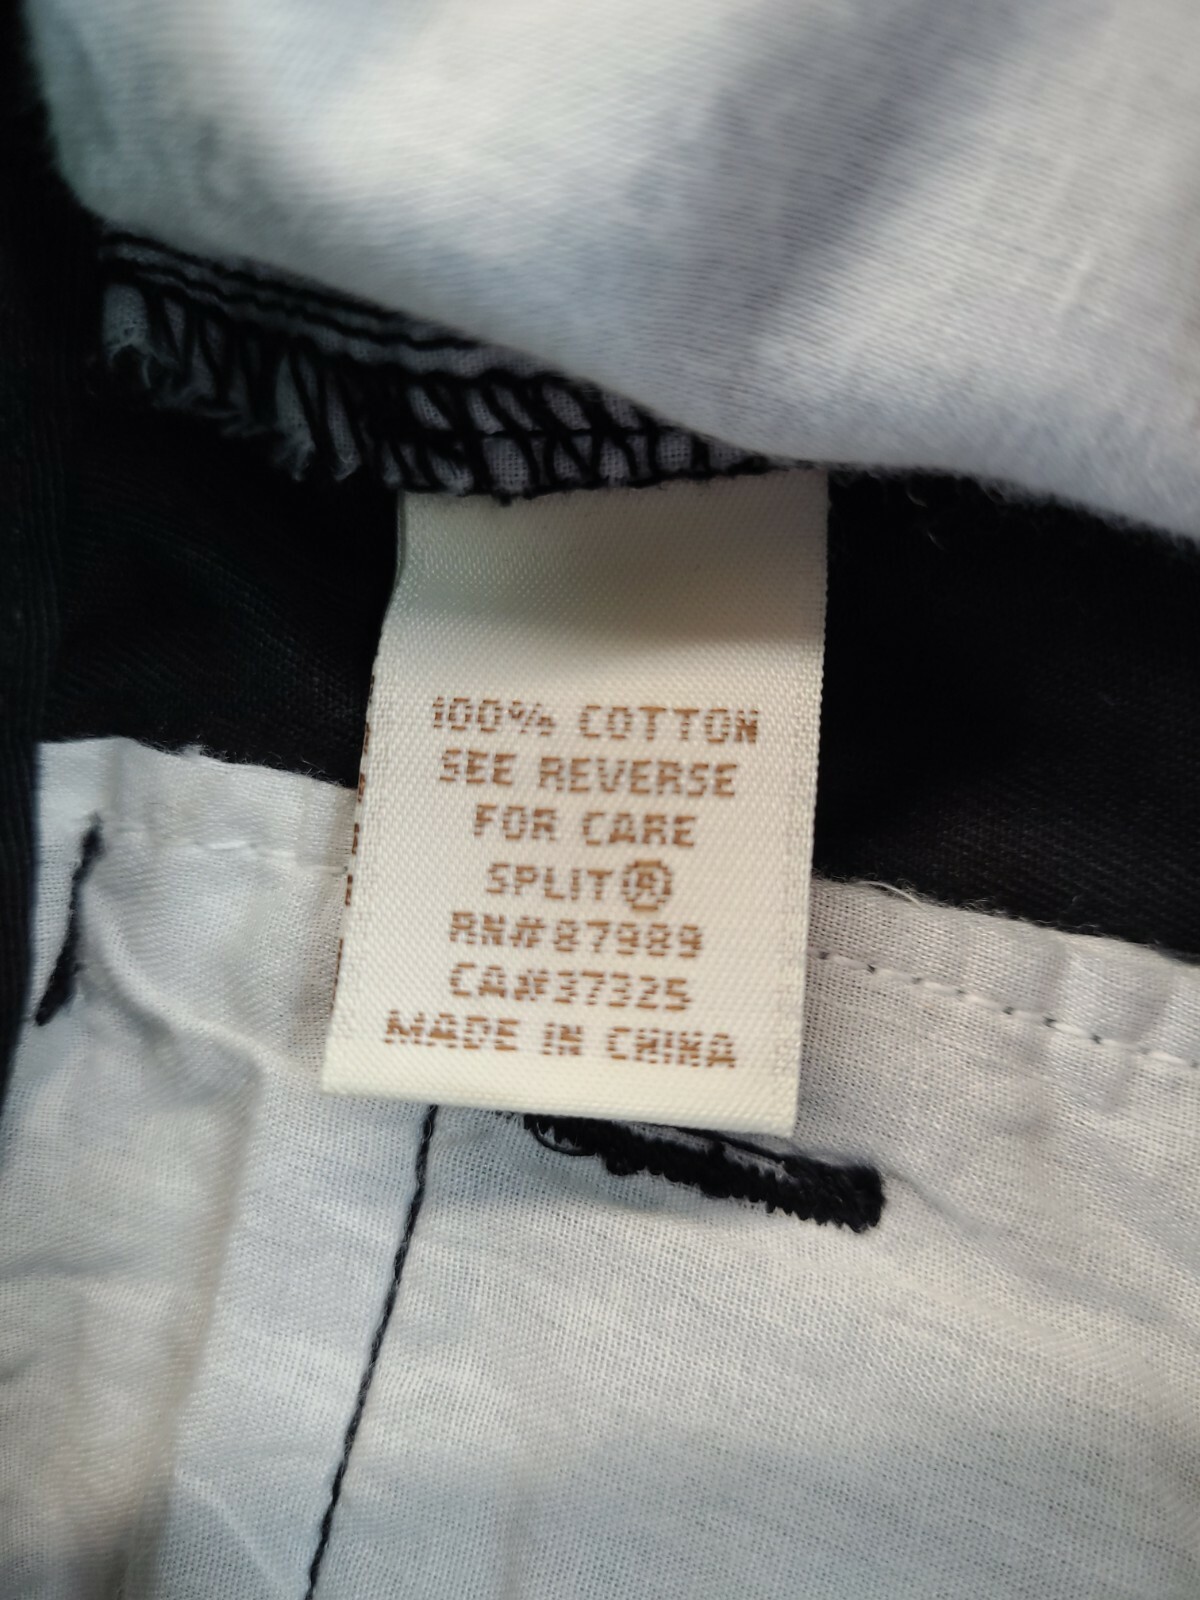 100% COTTON
SEE REVERSE
FOR CARE
SPLIT®
RN#87989
CA#37325
MADE IN CHINA